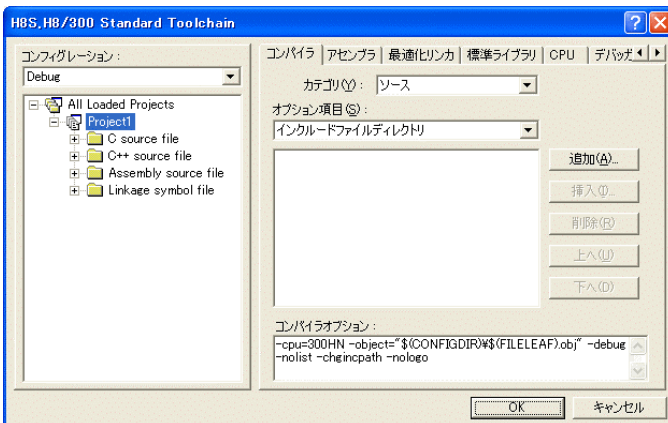 H8S,H8/300 Standard Toolchain
コンフィグレーション :
Debug
All Loaded Projects
Project1
C source file
C++ source file
Assembly source file
Linkage symbol file
コンパイラ アセンブラ 最適化リンカ 標準ライブラリ CPU デバッガ
カテゴリ(Y) : ソース
オプション項目(S) :
インクルードファイルディレクトリ
追加(A)...
挿入(I)...
削除(R)
上へ(U)
下へ(D)
コンパイラオプション :
-cpu=300HN -object="$(CONFIGDIR)¥$(FILELEAF).obj" -debug
-nolist -chgincpath -nologo
OK キャンセル